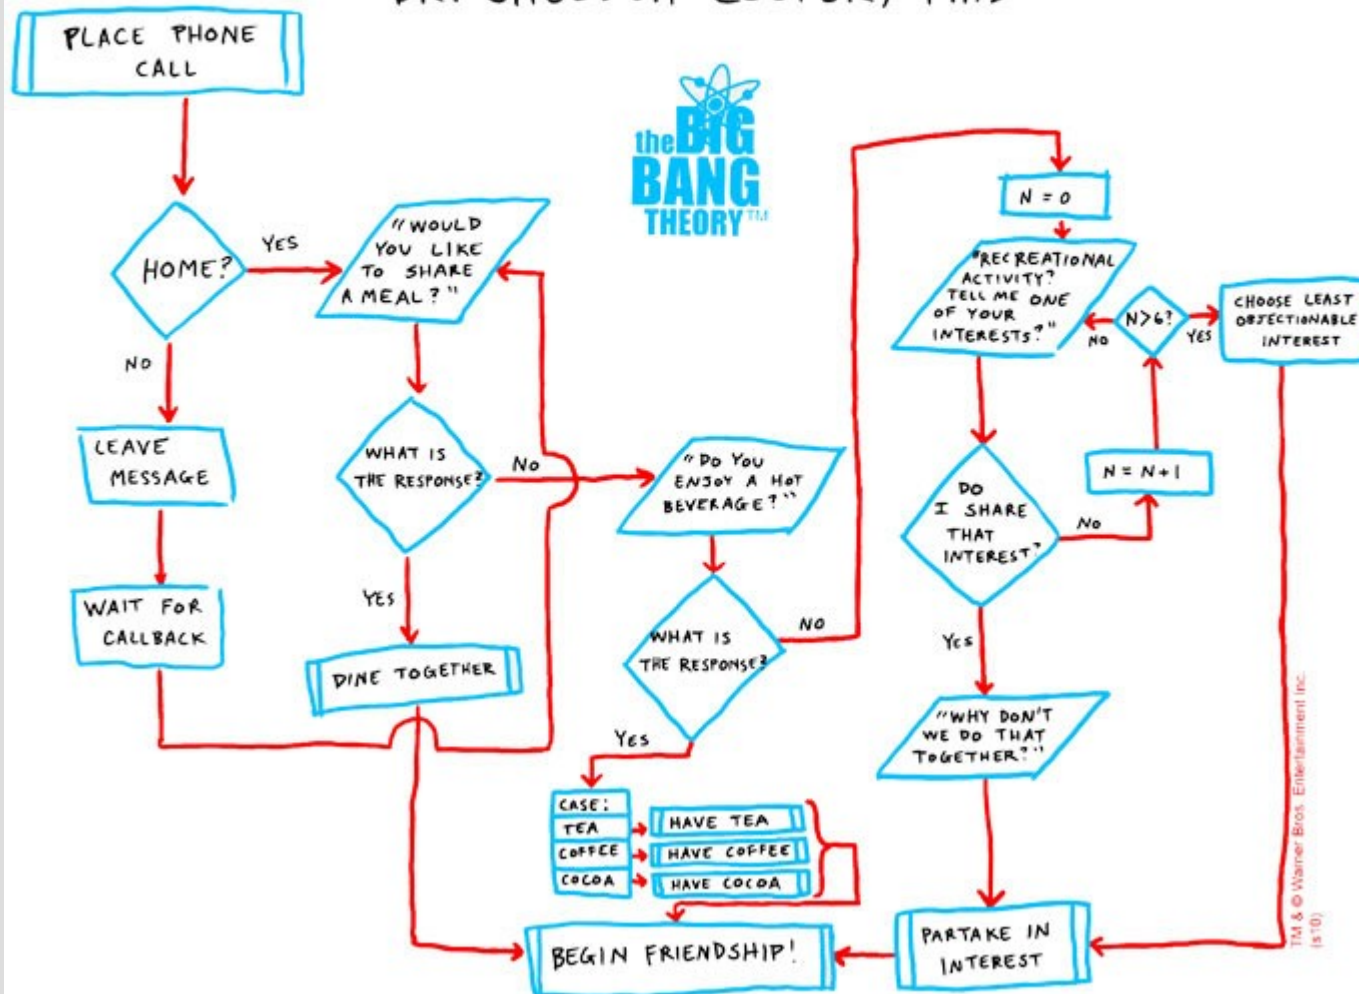 PLACE PHONE
CALL
the BIG
BANG
THEORY™
HOME?
YES
NO
"WOULD
YOU LIKE
TO SHARE
A MEAL?"
LEAVE
MESSAGE
WAIT FOR
CALLBACK
WHAT IS
THE RESPONSE?
NO
YES
DINE TOGETHER
"DO YOU
ENJOY A HOT
BEVERAGE?"
WHAT IS
THE RESPONSE?
NO
YES
CASE:
TEA
HAVE TEA
COFFEE
HAVE COFFEE
COCOA
HAVE COCOA
N = 0
"RECREATIONAL
ACTIVITY?
TELL ME ONE
OF YOUR
INTERESTS?"
N>6?
NO
YES
CHOOSE LEAST
OBJECTIONABLE
INTEREST
N = N+1
DO
I SHARE
THAT
INTEREST?
NO
YES
"WHY DON'T
WE DO THAT
TOGETHER?"
PARTAKE IN
INTEREST
BEGIN FRIENDSHIP!
TM & © Warner Bros. Entertainment Inc.
(s10)